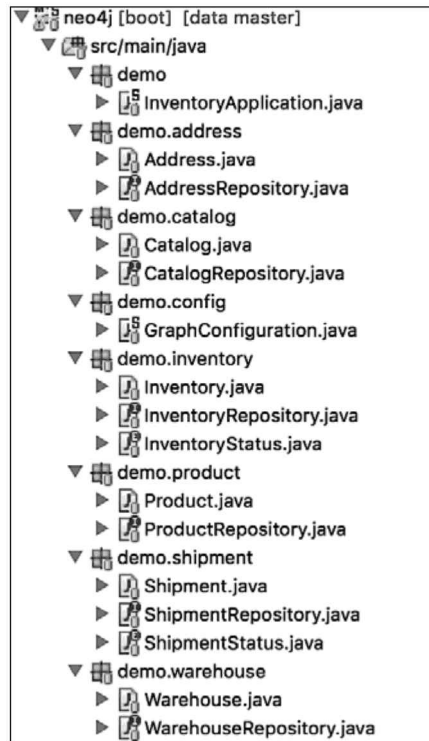 neo4j [boot] [data master]
src/main/java
demo
InventoryApplication.java
demo.address
Address.java
AddressRepository.java
demo.catalog
Catalog.java
CatalogRepository.java
demo.config
GraphConfiguration.java
demo.inventory
Inventory.java
InventoryRepository.java
InventoryStatus.java
demo.product
Product.java
ProductRepository.java
demo.shipment
Shipment.java
ShipmentRepository.java
ShipmentStatus.java
demo.warehouse
Warehouse.java
WarehouseRepository.java